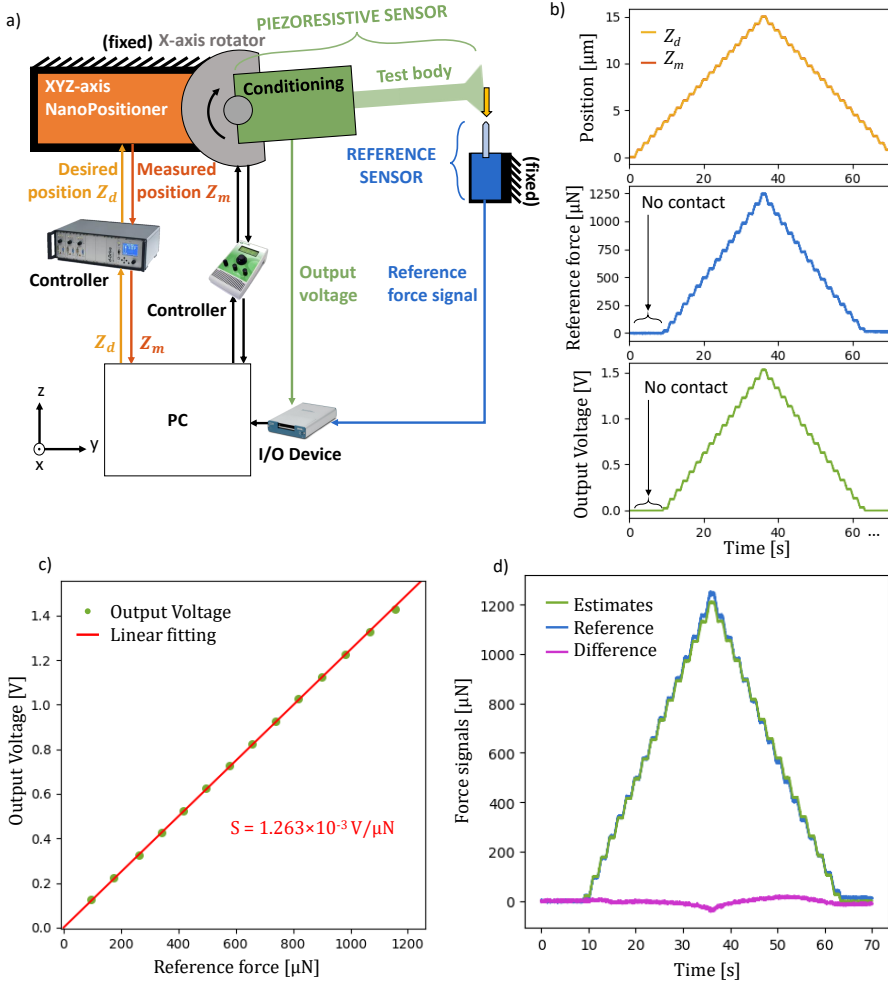 a)
PIEZORESISTIVE SENSOR
(fixed) X-axis rotator
XYZ-axis
NanoPositioner
Conditioning
Test body
REFERENCE
SENSOR
(fixed)
Desired
position Z_d
Measured
position Z_m
Controller
Controller
Output
voltage
Reference
force signal
Z_d
Z_m
PC
I/O Device
z
y
x
b)
Position [µm]
15
10
5
0
Z_d
Z_m
0 20 40 60
Reference force [µN]
1250
1000
750
500
250
0
No contact
0 20 40 60
Output Voltage [V]
1.5
1.0
0.5
0.0
No contact
0 20 40 60 ...
Time [s]
c)
Output Voltage [V]
1.4
1.2
1.0
0.8
0.6
0.4
0.2
0.0
Output Voltage
Linear fitting
S = 1.263×10⁻³ V/µN
0 200 400 600 800 1000 1200
Reference force [µN]
d)
Force signals [µN]
1200
1000
800
600
400
200
0
Estimates
Reference
Difference
0 10 20 30 40 50 60 70
Time [s]